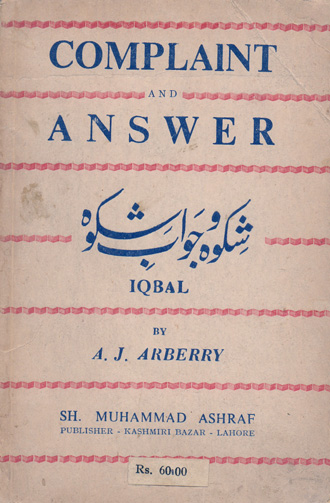 COMPLAINT
AND
ANSWER
شکوہ و جواب شکوہ
IQBAL
BY
A. J. ARBERRY
SH. MUHAMMAD ASHRAF
PUBLISHER - KASHMIRI BAZAR - LAHORE
Rs. 60.00